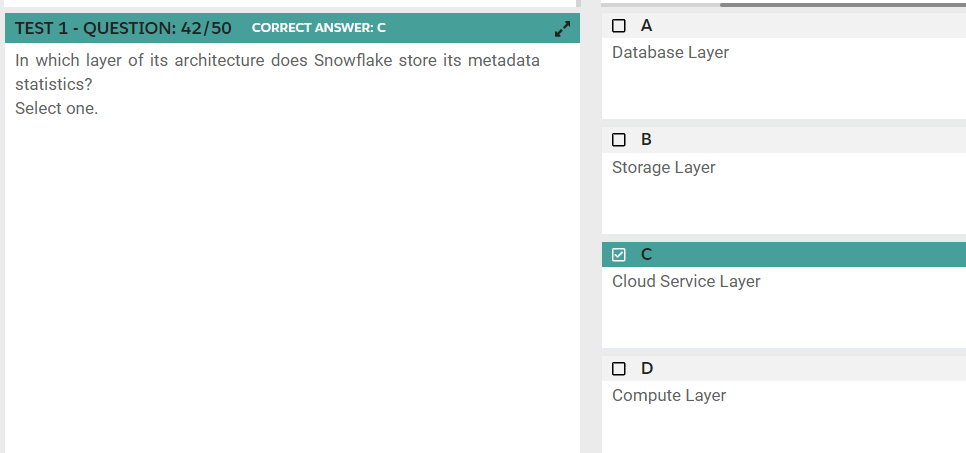 TEST 1 - QUESTION: 42/50 CORRECT ANSWER: C
In which layer of its architecture does Snowflake store its metadata
statistics?
Select one.
A
Database Layer
B
Storage Layer
C
Cloud Service Layer
D
Compute Layer